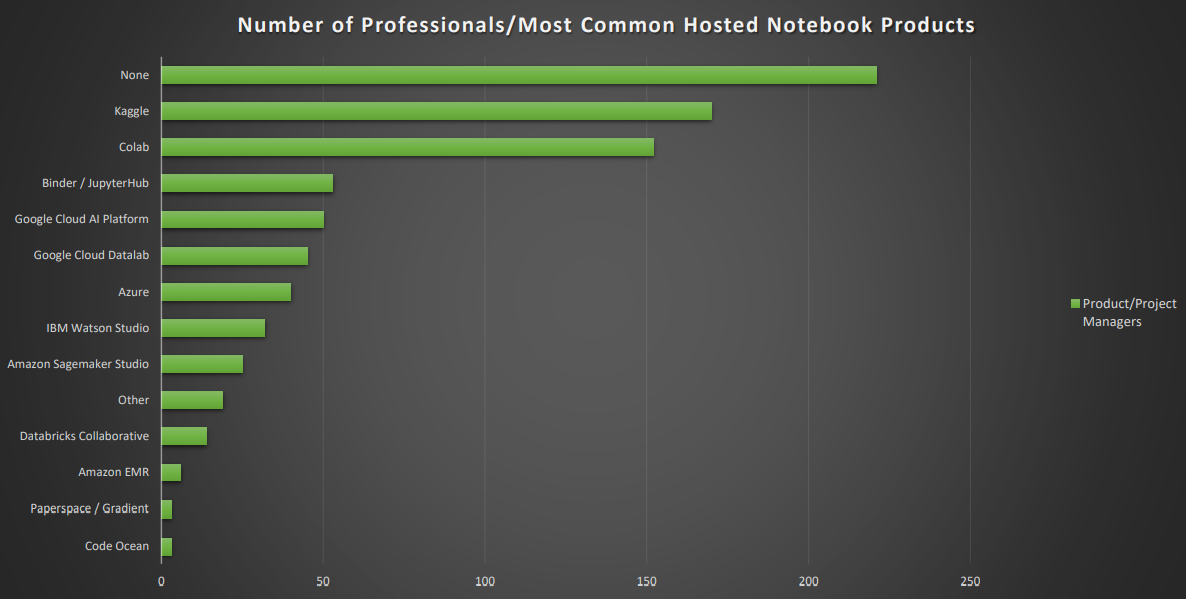 Number of Professionals/Most Common Hosted Notebook Products
None
Kaggle
Colab
Binder / JupyterHub
Google Cloud AI Platform
Google Cloud Datalab
Azure
IBM Watson Studio
Amazon Sagemaker Studio
Other
Databricks Collaborative
Amazon EMR
Paperspace / Gradient
Code Ocean
0 50 100 150 200 250
Product/Project
Managers